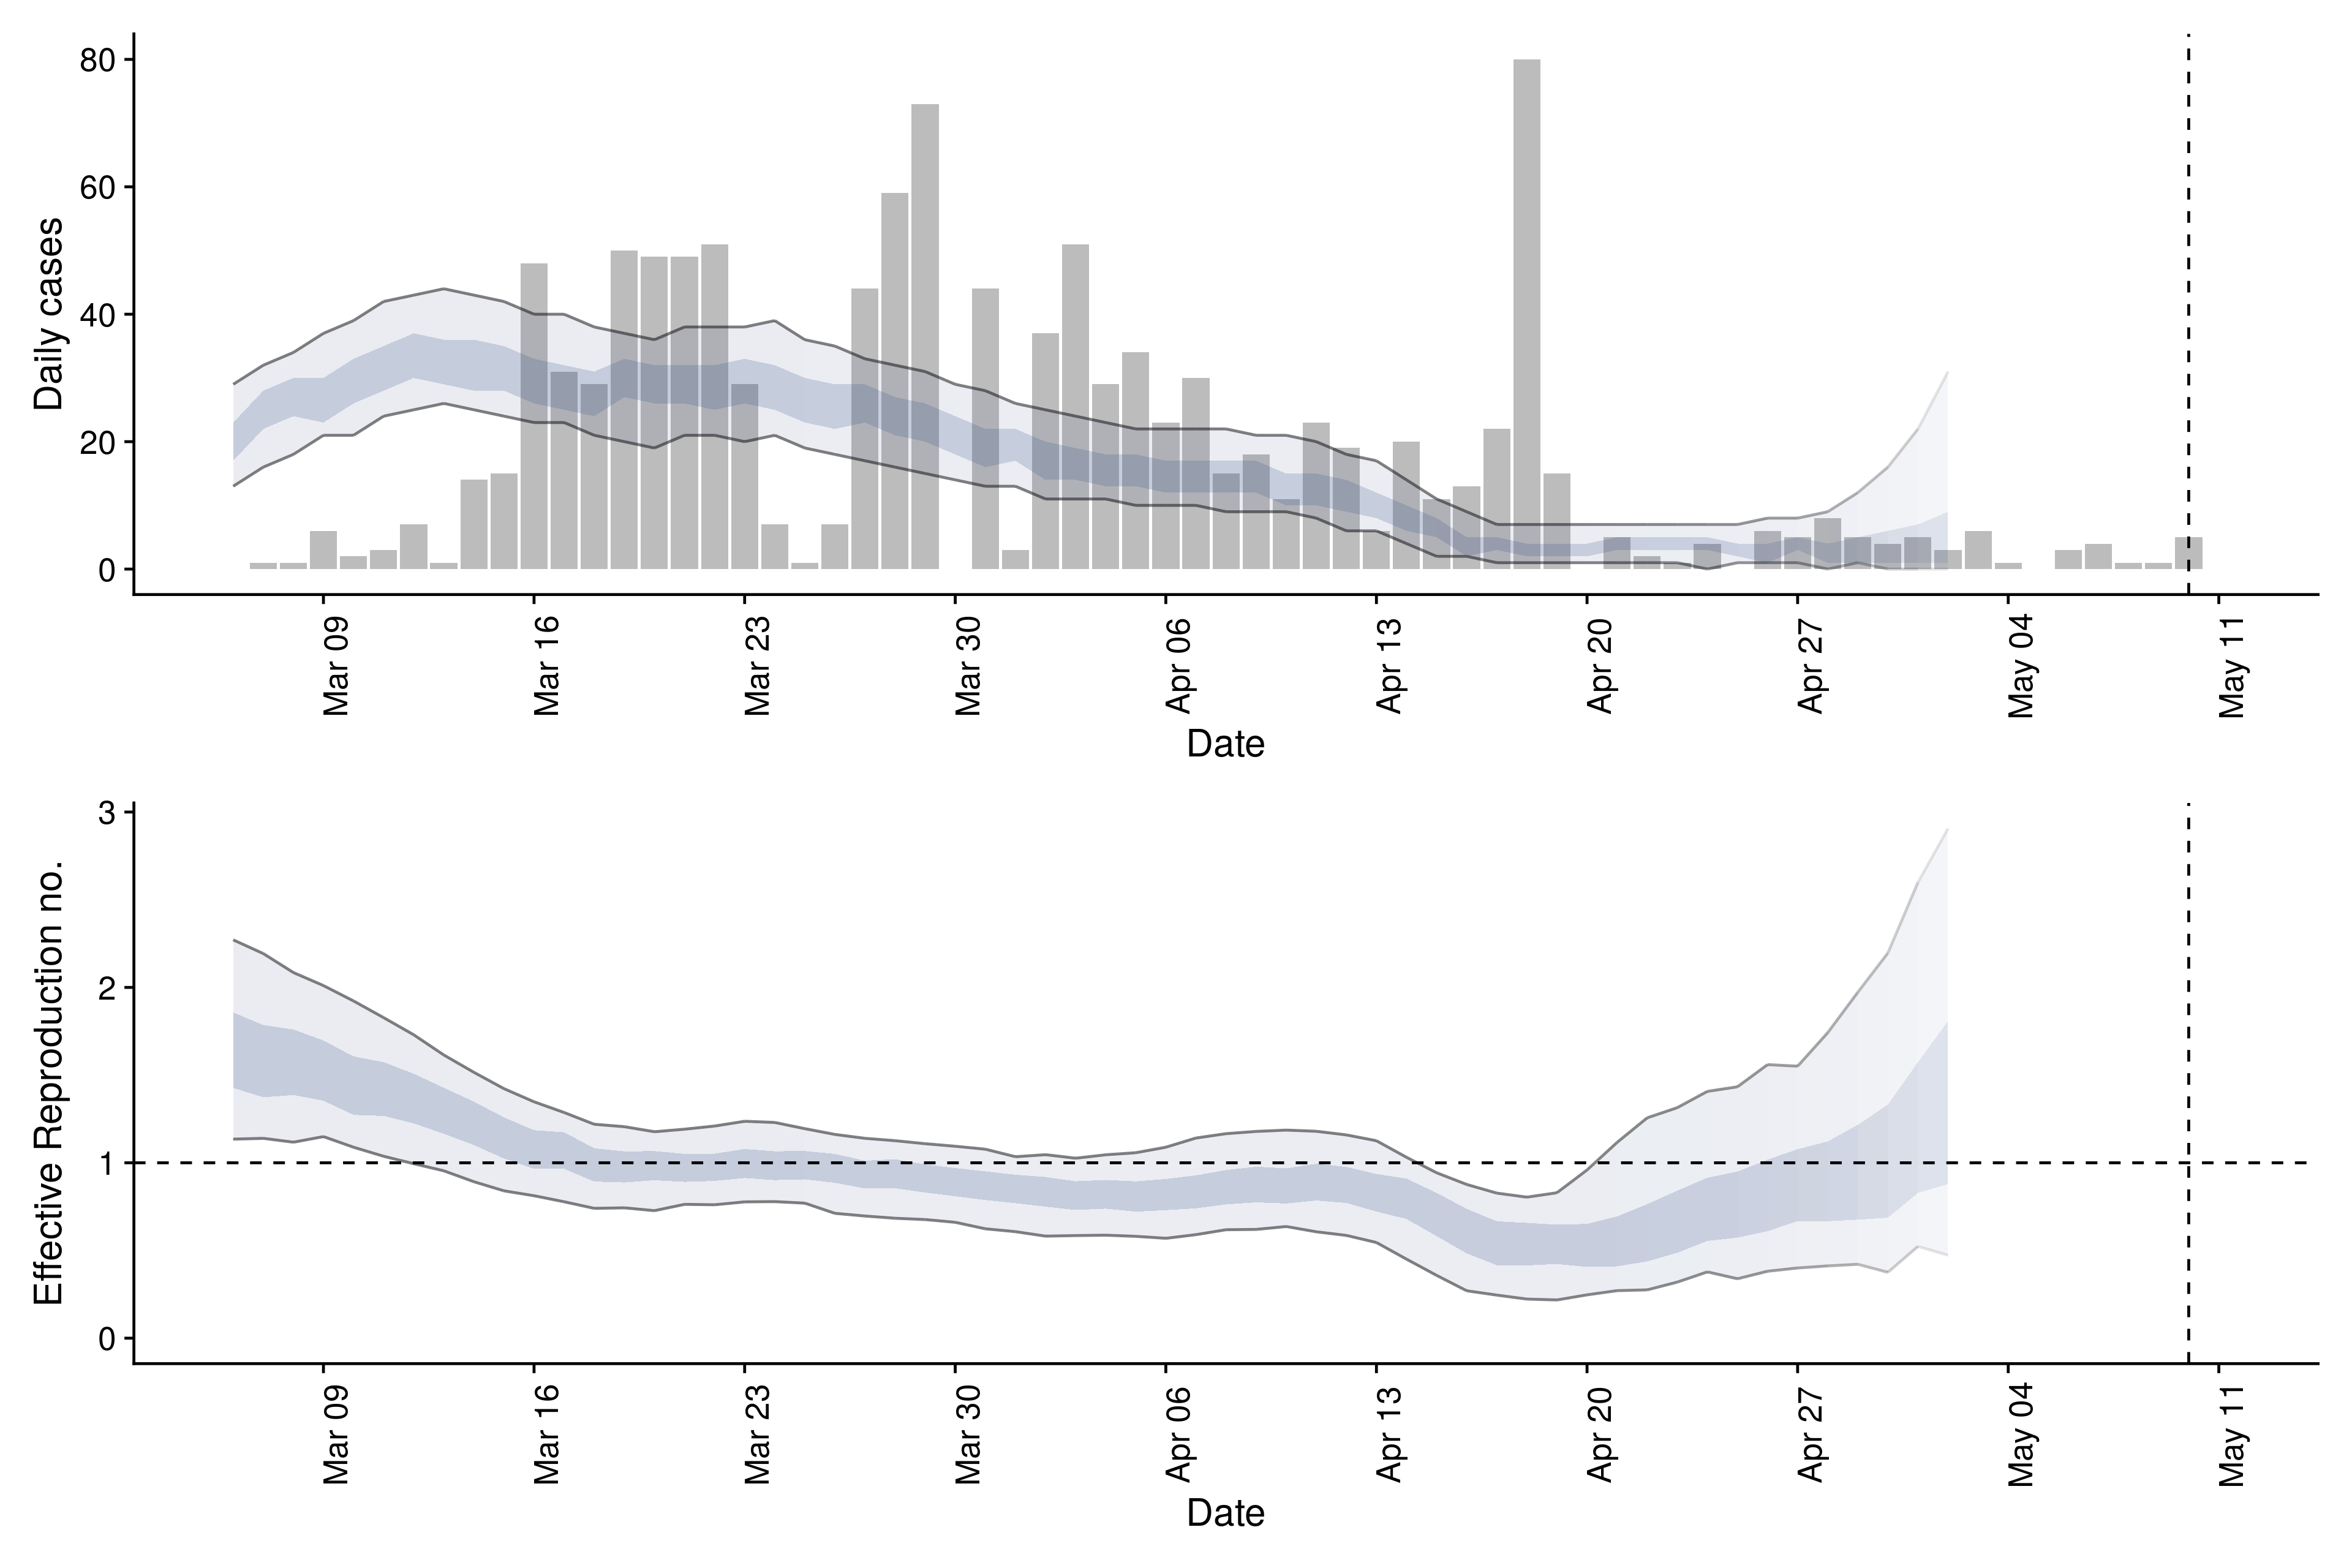 Daily cases
80
60
40
20
0
Mar 09
Mar 16
Mar 23
Mar 30
Apr 06
Apr 13
Apr 20
Apr 27
May 04
May 11
Date
Effective Reproduction no.
3
2
1
0
Mar 09
Mar 16
Mar 23
Mar 30
Apr 06
Apr 13
Apr 20
Apr 27
May 04
May 11
Date